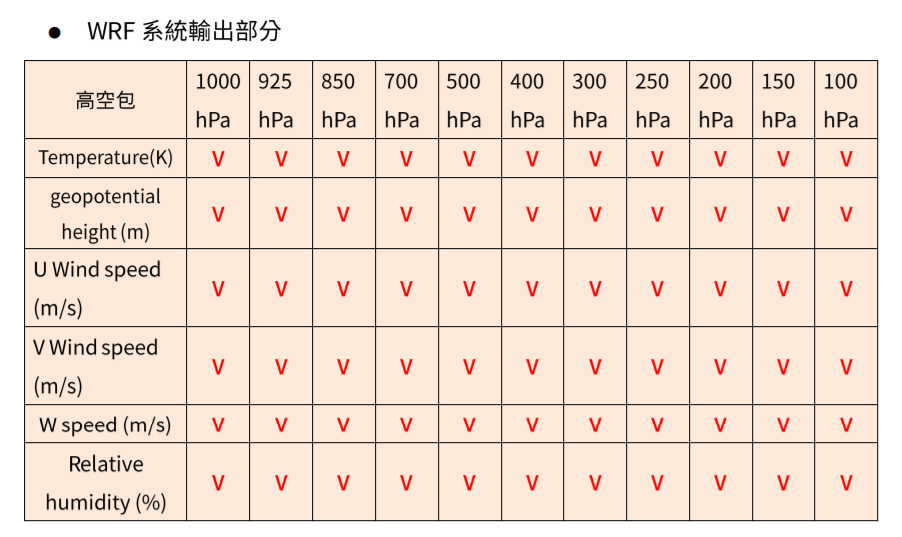 ● WRF 系統輸出部分
高空包 1000 hPa 925 hPa 850 hPa 700 hPa 500 hPa 400 hPa 300 hPa 250 hPa 200 hPa 150 hPa 100 hPa
Temperature(K) V V V V V V V V V V V
geopotential
height (m) V V V V V V V V V V V
U Wind speed
(m/s) V V V V V V V V V V V
V Wind speed
(m/s) V V V V V V V V V V V
W speed (m/s) V V V V V V V V V V V
Relative
humidity (%) V V V V V V V V V V V